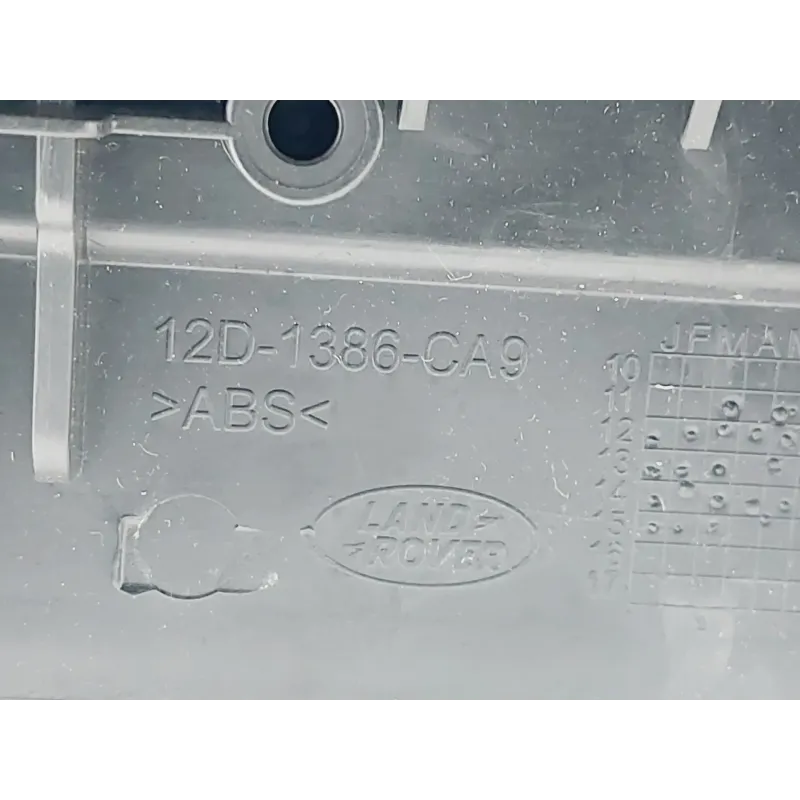 12D-1386-CA9
>ABS<
LAND
ROVER
JFMAM
10
11
12
13
14
15
16
17